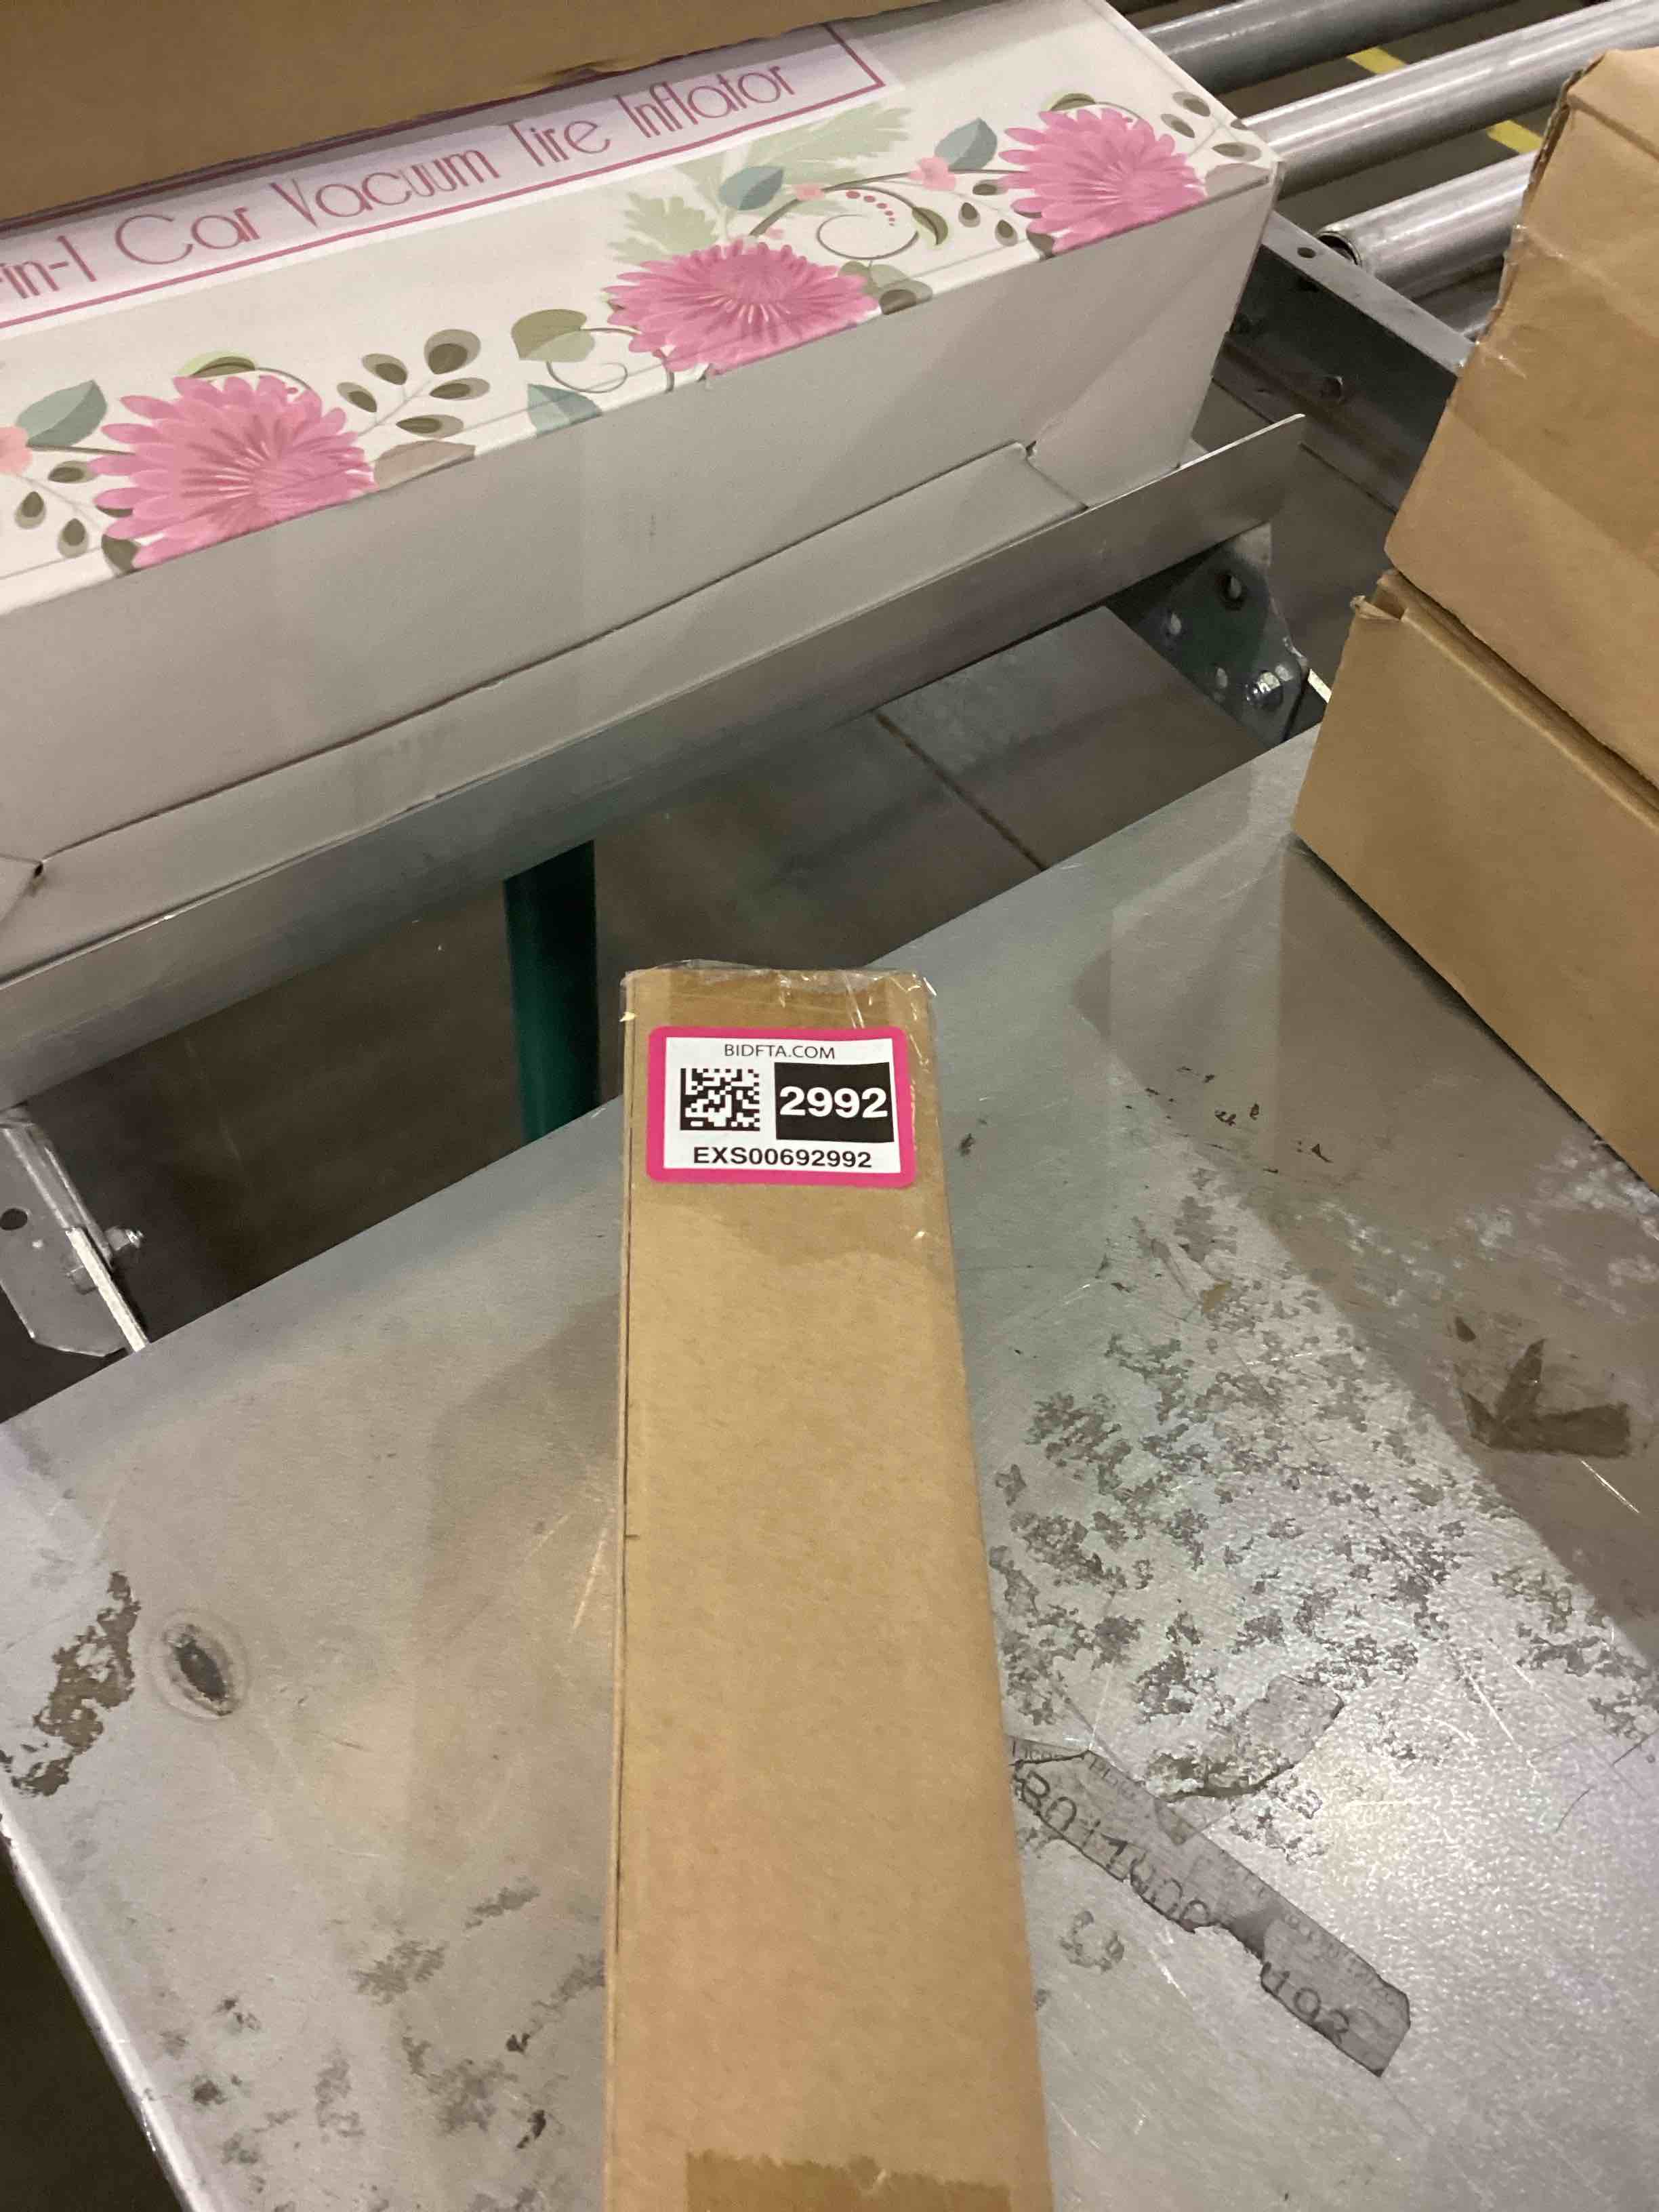 in-1 Car Vacuum Tire Inflator
BIDFTA.COM
2992
EXS00692992